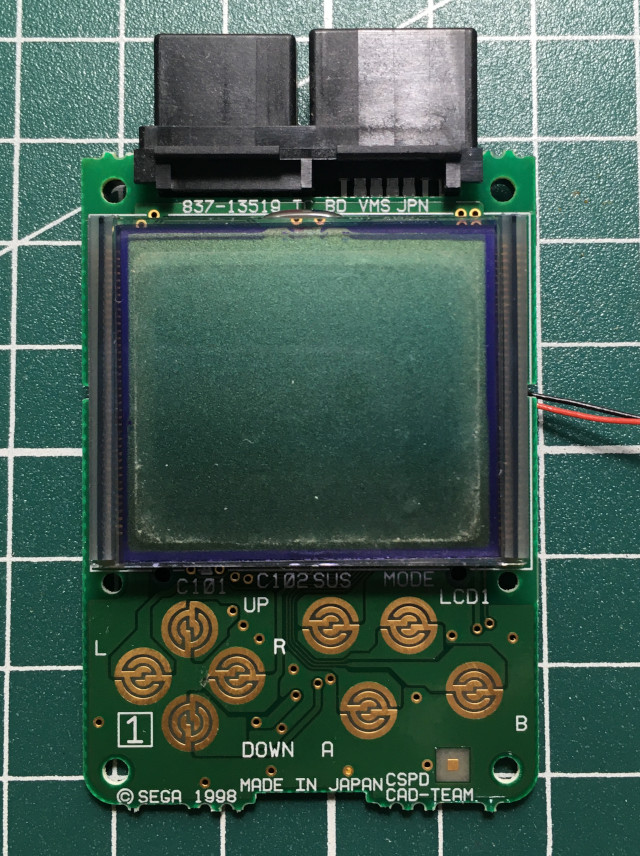 837-13519 T BD VMS JPN
C101 C102 SUS MODE
UP LCD1
L R
1 B
DOWN A
MADE IN JAPAN CSPD
© SEGA 1998 CAD-TEAM